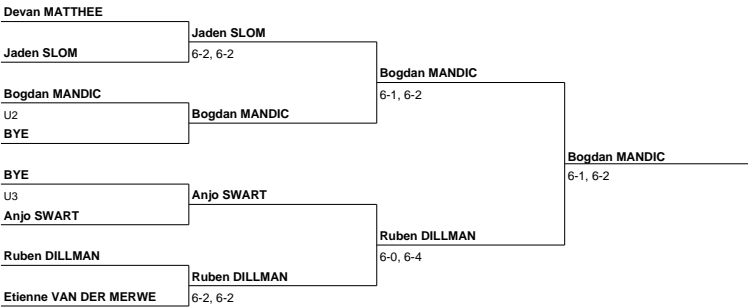 Devan MATTHEE
Jaden SLOM
Jaden SLOM
6-2, 6-2
Bogdan MANDIC
6-1, 6-2
Bogdan MANDIC
U2
Bogdan MANDIC
BYE
Bogdan MANDIC
6-1, 6-2
BYE
U3
Anjo SWART
Anjo SWART
Ruben DILLMAN
6-0, 6-4
Ruben DILLMAN
Ruben DILLMAN
Etienne VAN DER MERWE
6-2, 6-2